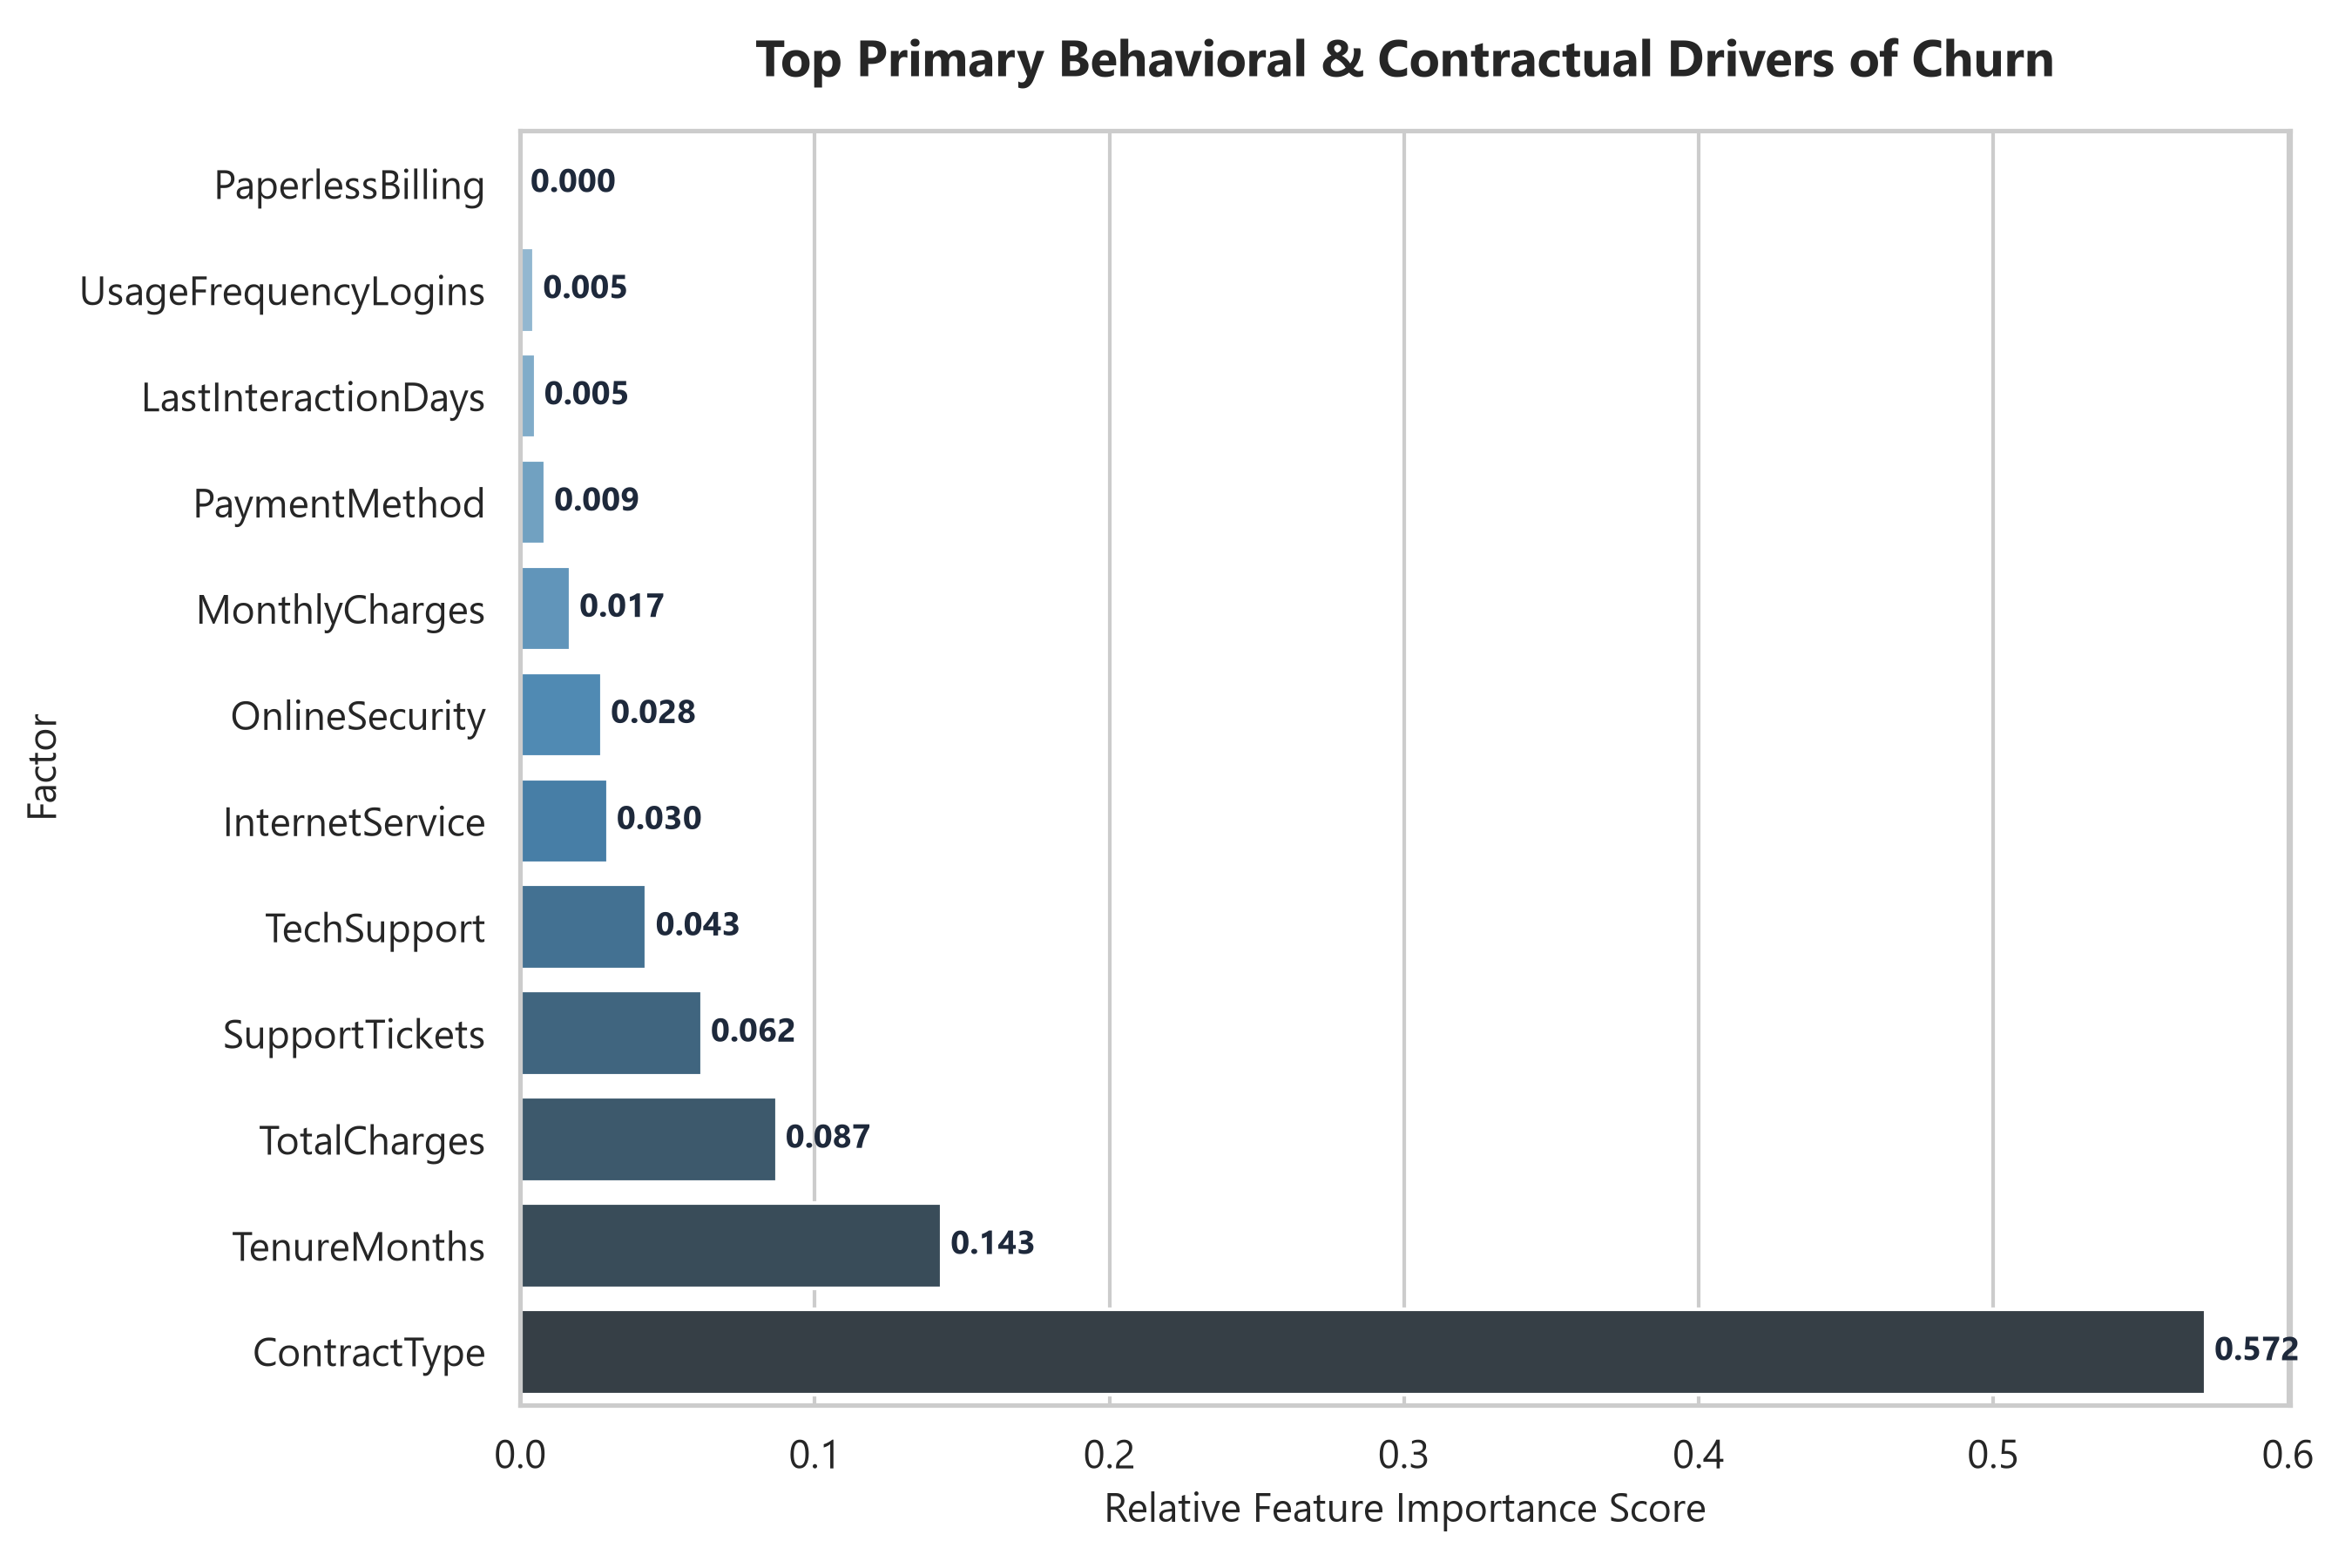 Top Primary Behavioral & Contractual Drivers of Churn
Factor
PaperlessBilling 0.000
UsageFrequencyLogins 0.005
LastInteractionDays 0.005
PaymentMethod 0.009
MonthlyCharges 0.017
OnlineSecurity 0.028
InternetService 0.030
TechSupport 0.043
SupportTickets 0.062
TotalCharges 0.087
TenureMonths 0.143
ContractType 0.572
0.0 0.1 0.2 0.3 0.4 0.5 0.6
Relative Feature Importance Score